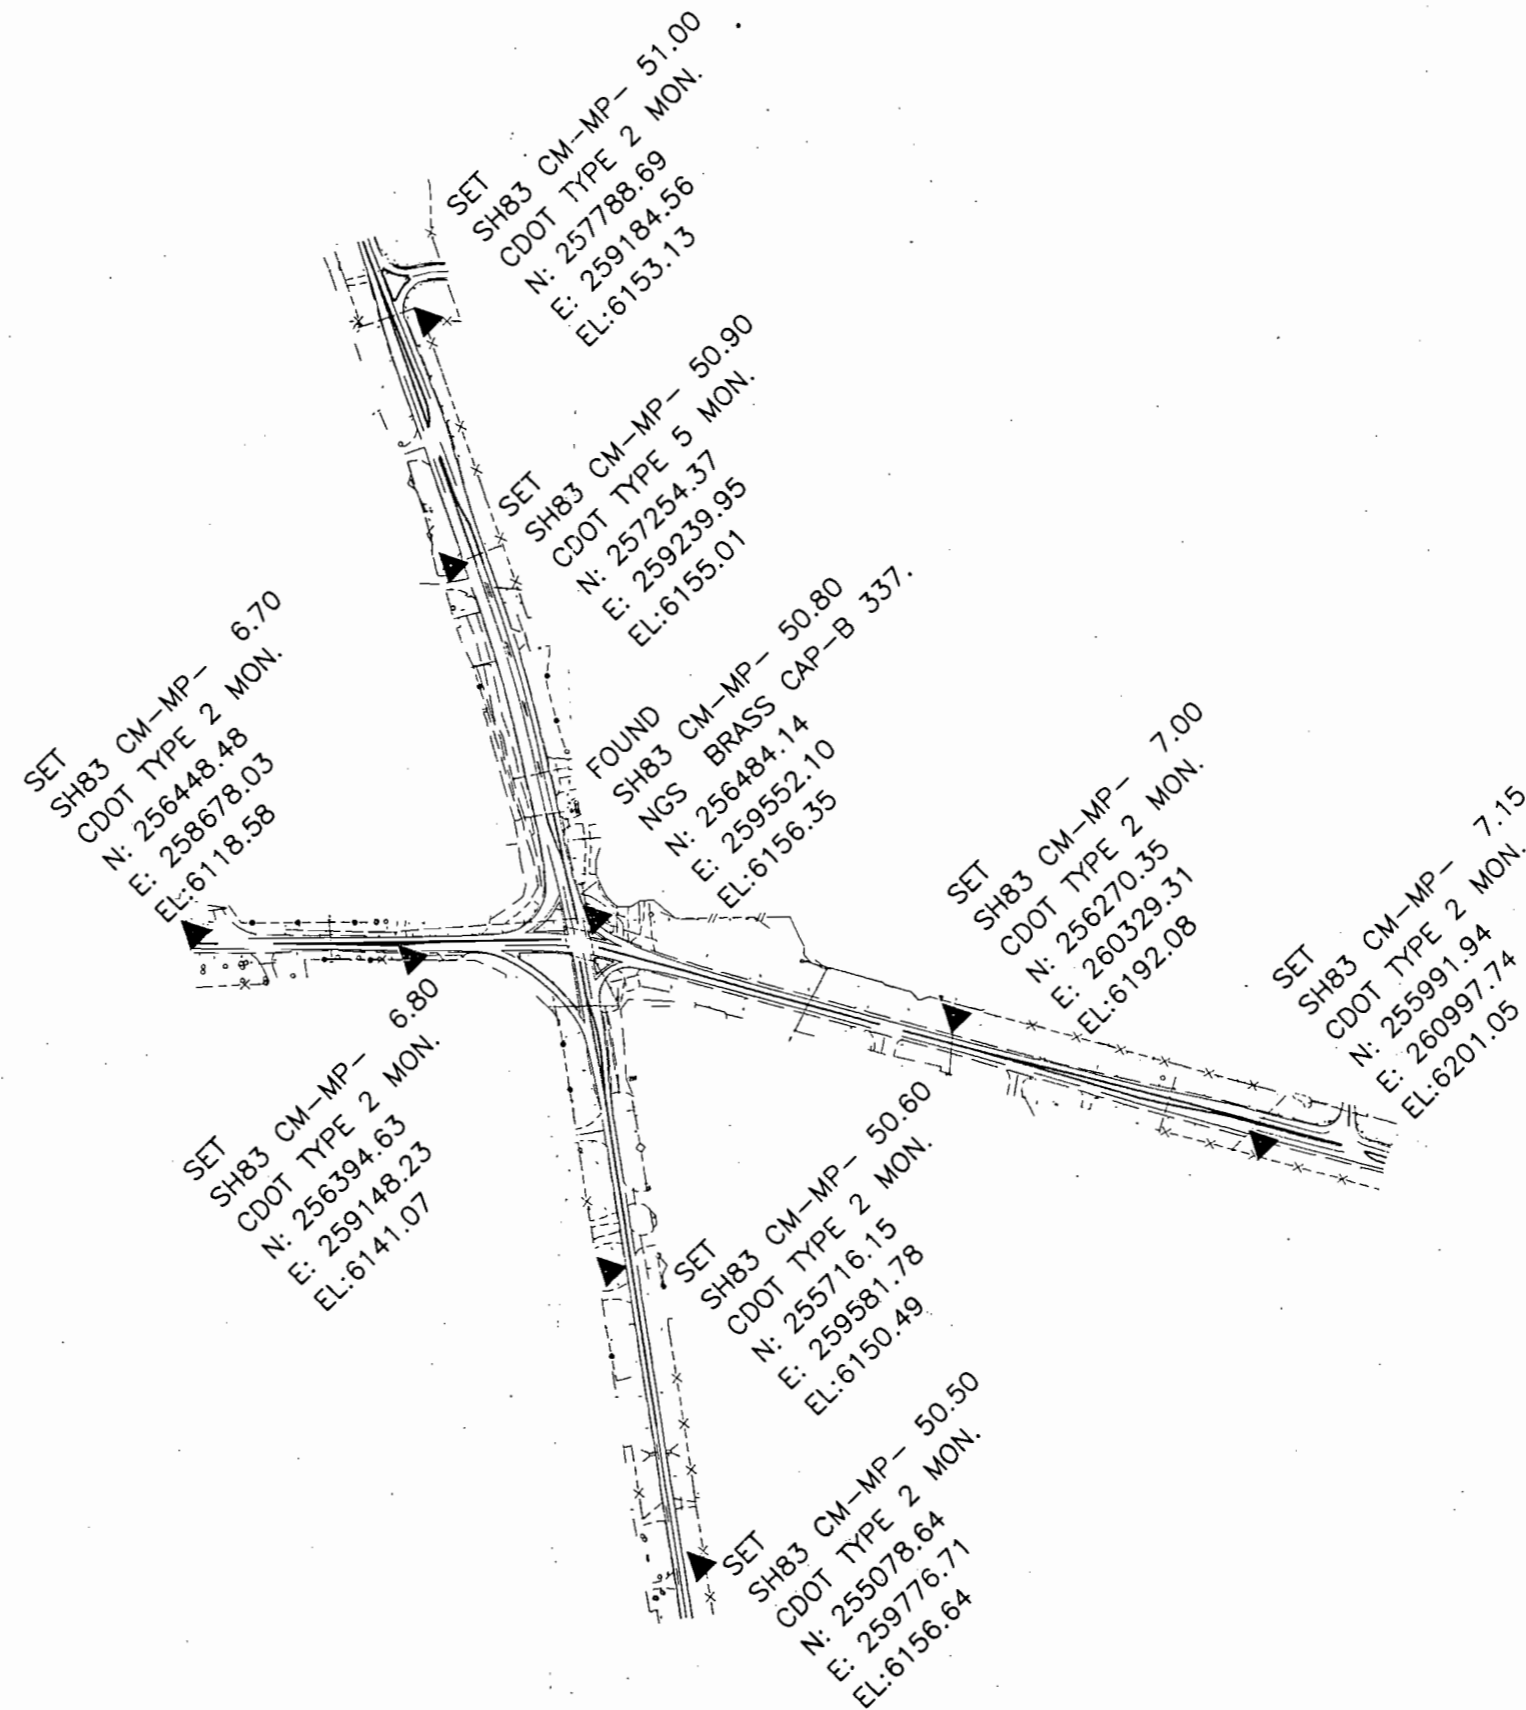 SET
SH83 CM-MP- 51.00
CDOT TYPE 2 MON.
N: 257788.69
E: 259184.56
EL:6153.13
SET
SH83 CM-MP- 50.90
CDOT TYPE 5 MON.
N: 257254.37
E: 259239.95
EL:6155.01
SET
SH83 CM-MP- 6.70
CDOT TYPE 2 MON.
N: 256448.48
E: 258678.03
EL:6118.58
FOUND
SH83 CM-MP- 50.80
NGS BRASS CAP-B 337.
N: 256484.14
E: 259552.10
EL:6156.35
SET
SH83 CM-MP- 7.00
CDOT TYPE 2 MON.
N: 256270.35
E: 260329.31
EL:6192.08
SET
SH83 CM-MP- 7.15
CDOT TYPE 2 MON.
N: 255991.94
E: 260997.74
EL:6201.05
SET
SH83 CM-MP- 6.80
CDOT TYPE 2 MON.
N: 256394.63
E: 259148.23
EL:6141.07
SET
SH83 CM-MP- 50.60
CDOT TYPE 2 MON.
N: 255716.15
E: 259581.78
EL:6150.49
SET
SH83 CM-MP- 50.50
CDOT TYPE 2 MON.
N: 255078.64
E: 259776.71
EL:6156.64